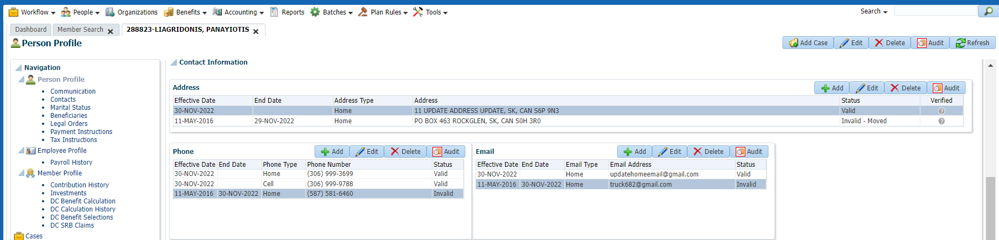 Workflow People Organizations Benefits Accounting Reports Batches Plan Rules Tools Search
Dashboard Member Search 288823-LIAGRIDONIS, PANAYIOTIS
Person Profile
Add Case Edit Delete Audit Refresh
Navigation
Person Profile
Communication
Contacts
Marital Status
Beneficiaries
Legal Orders
Payment Instructions
Tax Instructions
Employee Profile
Payroll History
Member Profile
Contribution History
Investments
DC Benefit Calculation
DC Calculation History
DC Benefit Selections
DC SRB Claims
Cases
Contact Information
Address
Add Edit Delete Audit
Effective Date End Date Address Type Address Status Verified
30-NOV-2022 Home 11 UPDATE ADDRESS UPDATE, SK, CAN S6P 9N3 Valid ?
11-MAY-2016 29-NOV-2022 Home PO BOX 463 ROCKGLEN, SK, CAN S0H 3R0 Invalid - Moved ?
Phone
Add Edit Delete Audit
Effective Date End Date Phone Type Phone Number Status
30-NOV-2022 Home (306) 999-3699 Valid
30-NOV-2022 Cell (306) 999-9788 Valid
11-MAY-2016 30-NOV-2022 Home (587) 581-6460 Invalid
Email
Add Edit Delete Audit
Effective Date End Date Email Type Email Address Status
30-NOV-2022 Home updatehomeemail@gmail.com Valid
11-MAY-2016 30-NOV-2022 Home truck682@gmail.com Invalid